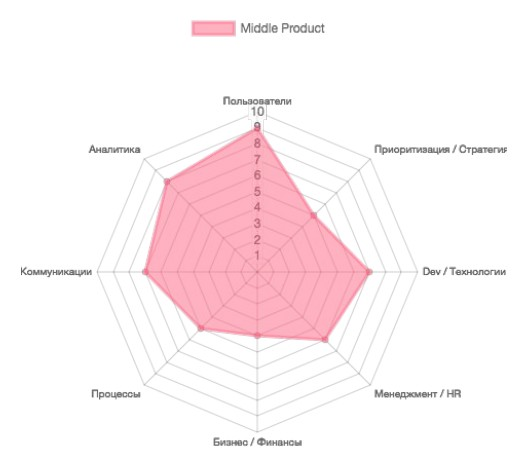 Middle Product
Пользователи
10
9
8
7
6
5
4
3
2
1
Аналитика
Приоритизация / Стратегия
Коммуникации
Dev / Технологии
Процессы
Менеджмент / HR
Бизнес / Финансы